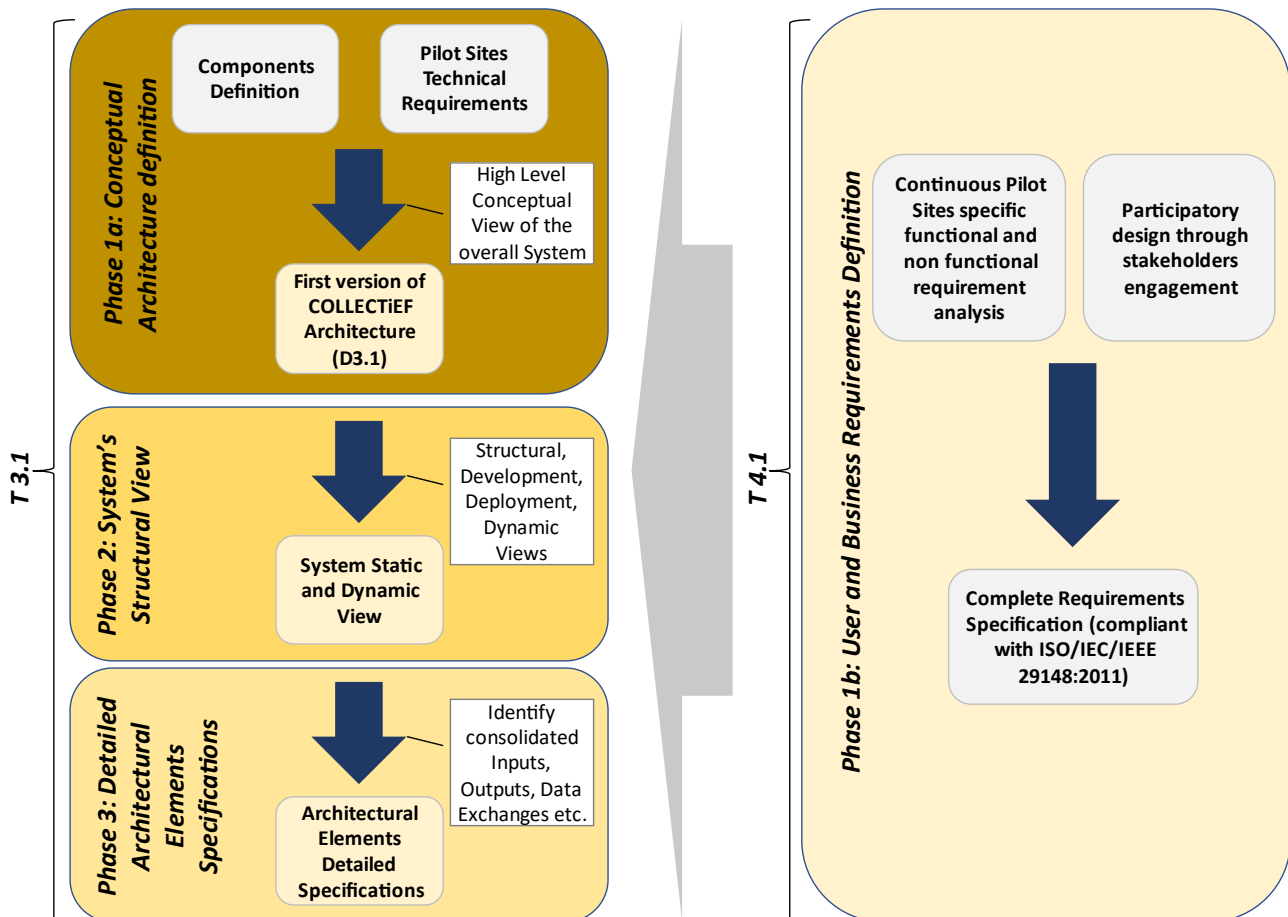 T 3.1
Phase 1a: Conceptual
Architecture definition
Components
Definition
Pilot Sites
Technical
Requirements
High Level
Conceptual
View of the
overall System
First version of
COLLECTiEF
Architecture
(D3.1)
Phase 2: System's
Structural View
Structural,
Development,
Deployment,
Dynamic
Views
System Static
and Dynamic
View
Phase 3: Detailed
Architectural
Elements
Specifications
Identify
consolidated
Inputs,
Outputs, Data
Exchanges etc.
Architectural
Elements
Detailed
Specifications
T 4.1
Phase 1b: User and Business Requirements Definition
Continuous Pilot
Sites specific
functional and
non functional
requirement
analysis
Participatory
design through
stakeholders
engagement
Complete Requirements
Specification (compliant
with ISO/IEC/IEEE
29148:2011)